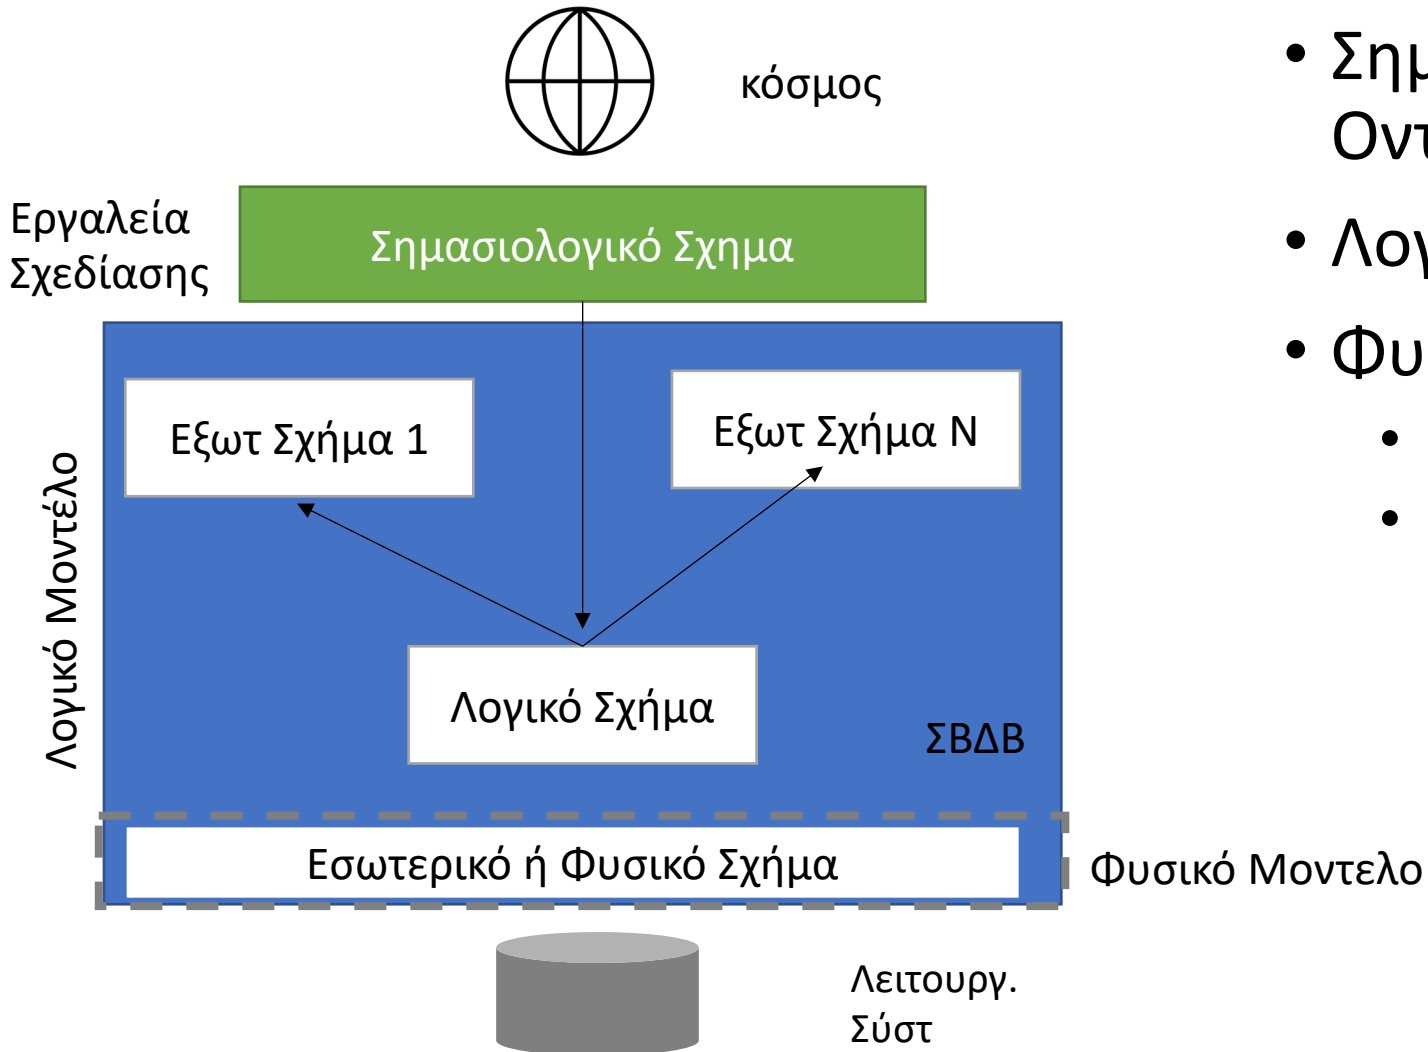 κόσμος
Εργαλεία
Σχεδίασης
Σημασιολογικό Σχημα
Εξωτ Σχήμα 1
Εξωτ Σχήμα Ν
Λογικό Μοντέλο
Λογικό Σχήμα
ΣΒΔΒ
Εσωτερικό ή Φυσικό Σχήμα
Φυσικό Μοντελο
Λειτουργ.
Σύστ